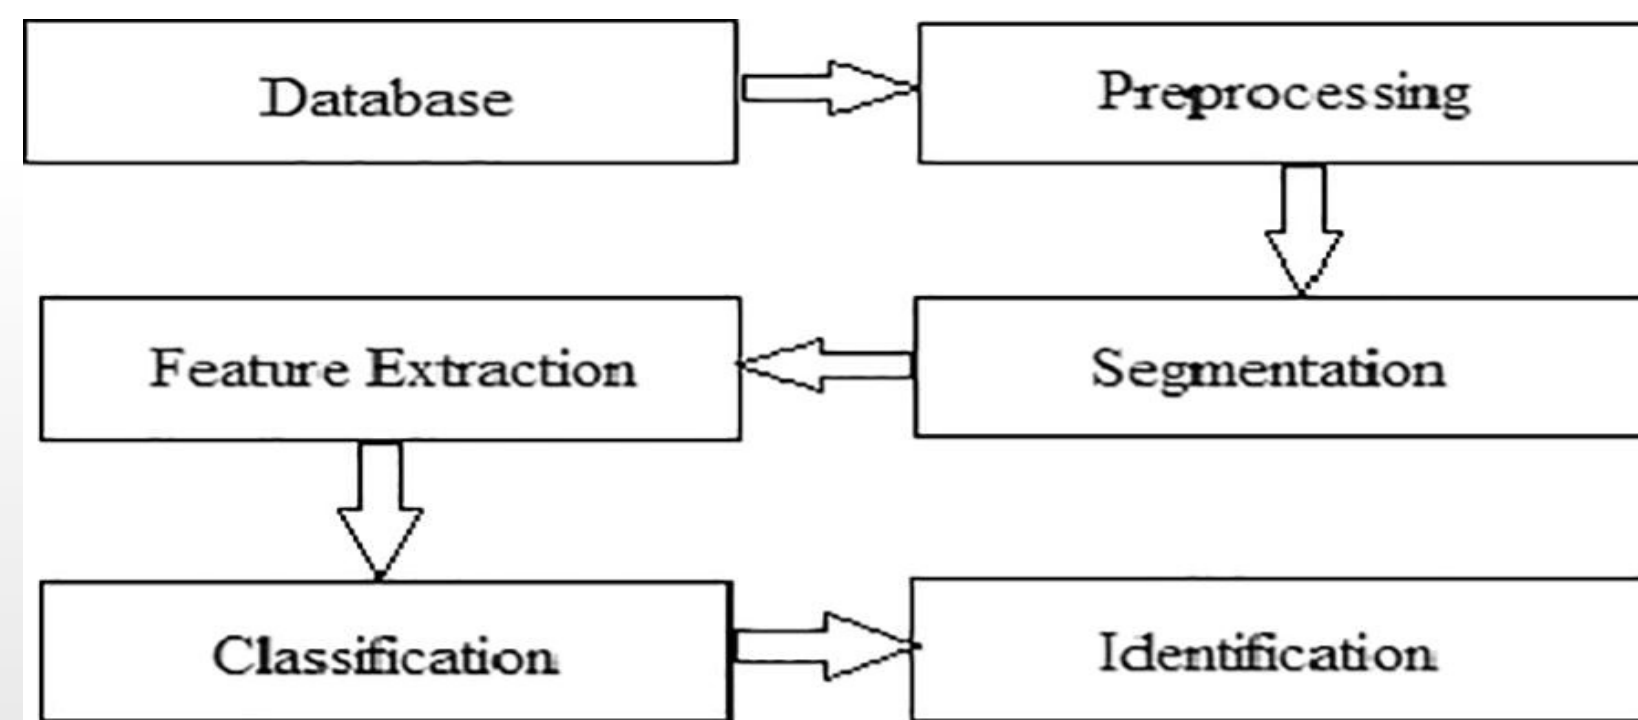 Database
Preprocessing
Segmentation
Feature Extraction
Classification
Identification